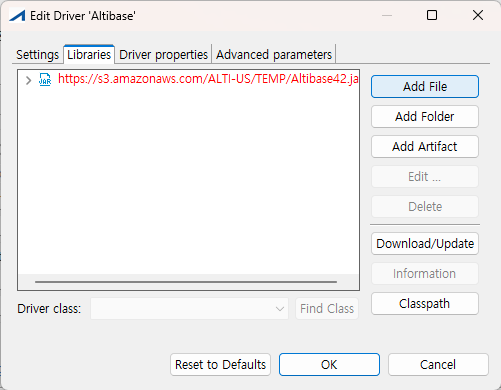 Edit Driver 'Altibase'
Settings Libraries Driver properties Advanced parameters
JAR https://s3.amazonaws.com/ALTI-US/TEMP/Altibase42.ja
Add File
Add Folder
Add Artifact
Edit ...
Delete
Download/Update
Information
Classpath
Driver class: Find Class
Reset to Defaults OK Cancel